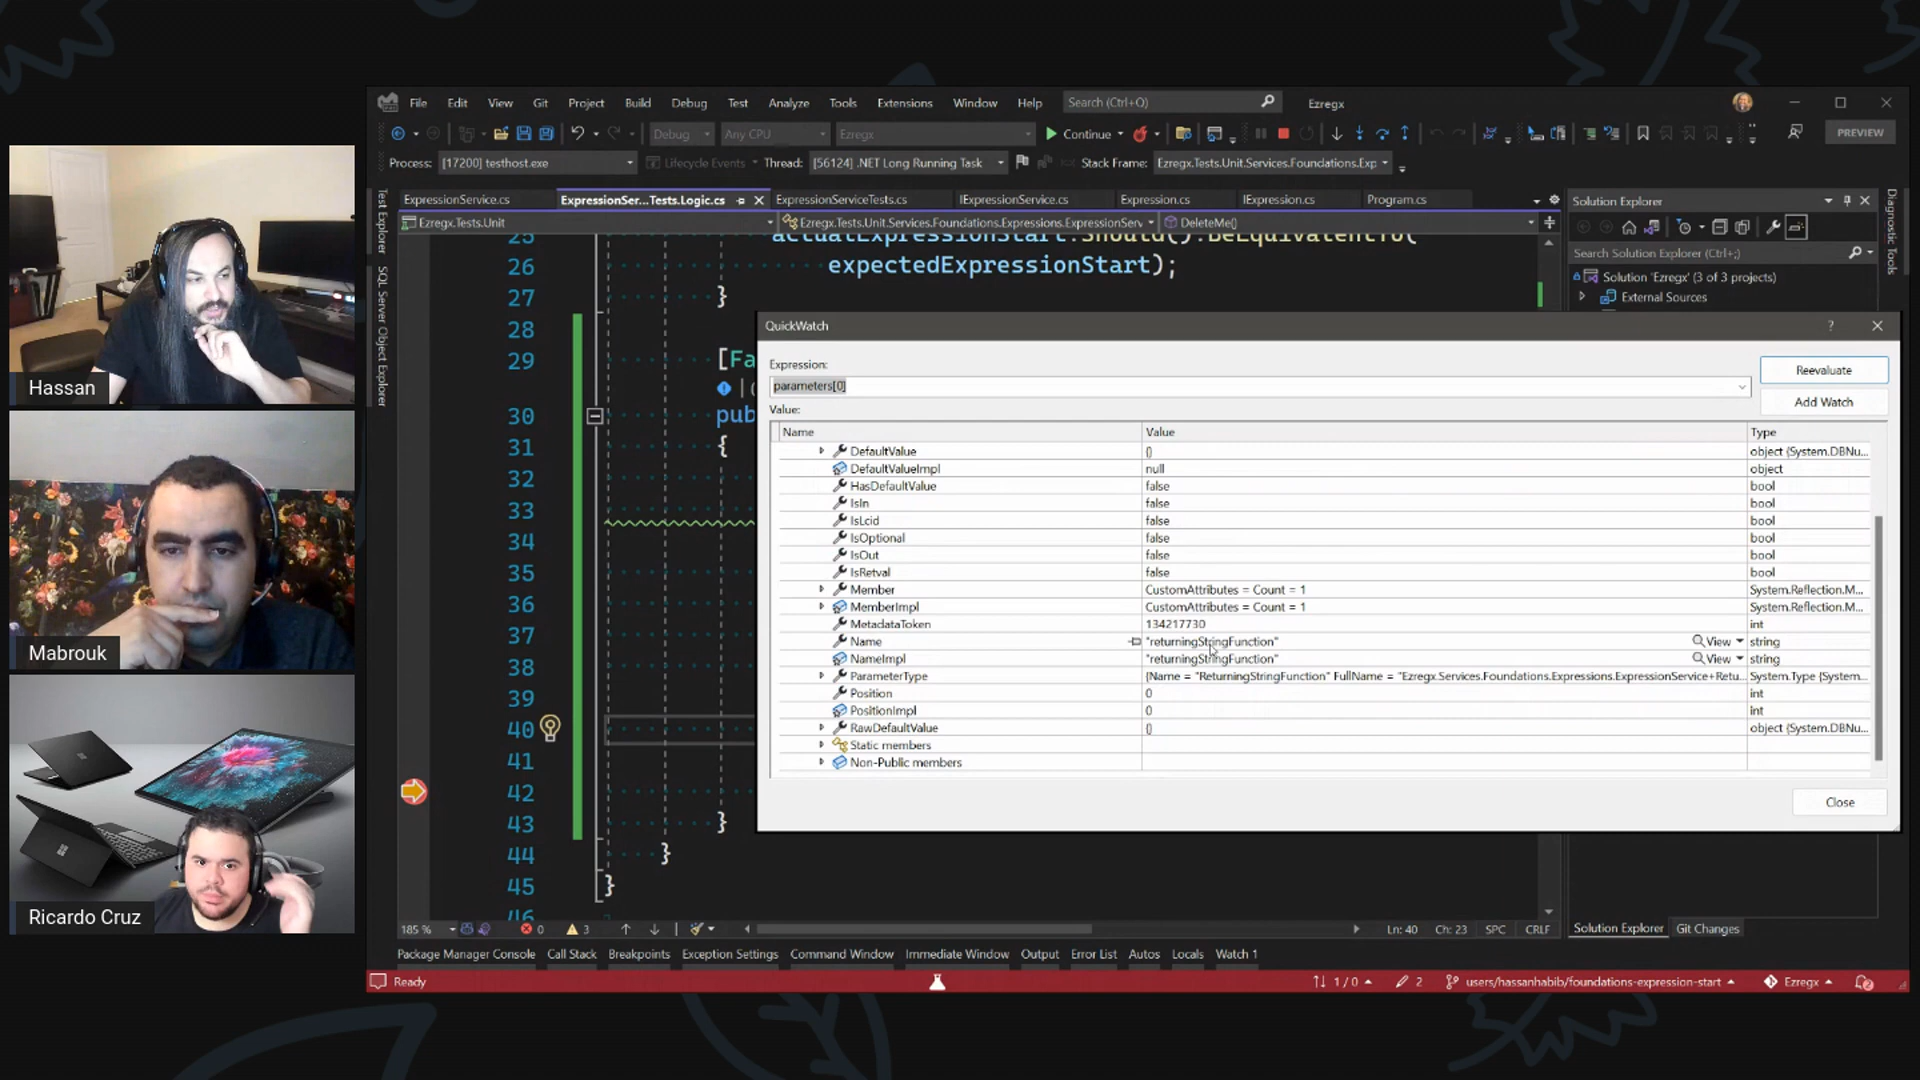 File Edit View Git Project Build Debug Test Analyze Tools Extensions Window Help Search (Ctrl+Q) Ezregx
Debug Any CPU Ezregx Continue PREVIEW
Process: [17200] testhost.exe Lifecycle Events Thread: [56124] .NET Long Running Task Stack Frame: Ezregx.Tests.Unit.Services.Foundations.Exp
Test Explorer
SQL Server Object Explorer
ExpressionService.cs ExpressionSer...Tests.Logic.cs ExpressionServiceTests.cs IExpressionService.cs Expression.cs IExpression.cs Program.cs
Ezregx.Tests.Unit Ezregx.Tests.Unit.Services.Foundations.Expressions.ExpressionServ DeleteMe()
25 actualExpressionStart.Should().BeEquivalentTo(
26 expectedExpressionStart);
27 }
28
29 [Fa
30 pub
31 {
32
33
34
35
36
37
38
39
40
41
42
43 }
44 }
45 }
46
Solution Explorer
Search Solution Explorer (Ctrl+;)
Solution 'Ezregx' (3 of 3 projects)
External Sources
Diagnostic Tools
QuickWatch ?
Expression:
parameters[0]
Reevaluate
Add Watch
Value:
Name Value Type
DefaultValue {} object {System.DBNu...
DefaultValueImpl null object
HasDefaultValue false bool
IsIn false bool
IsLcid false bool
IsOptional false bool
IsOut false bool
IsRetval false bool
Member CustomAttributes = Count = 1 System.Reflection.M...
MemberImpl CustomAttributes = Count = 1 System.Reflection.M...
MetadataToken 134217730 int
Name "returningStringFunction" View string
NameImpl "returningStringFunction" View string
ParameterType {Name = "ReturningStringFunction" FullName = "Ezregx.Services.Foundations.Expressions.ExpressionService+Retu... System.Type {System...
Position 0 int
PositionImpl 0 int
RawDefaultValue {} object {System.DBNu...
Static members
Non-Public members
Close
Hassan
Mabrouk
Ricardo Cruz
185 % 0 3 Ln: 40 Ch: 23 SPC CRLF
Solution Explorer Git Changes
Package Manager Console Call Stack Breakpoints Exception Settings Command Window Immediate Window Output Error List Autos Locals Watch 1
Ready 1 / 0 2 users/hassanhabib/foundations-expression-start Ezregx 2